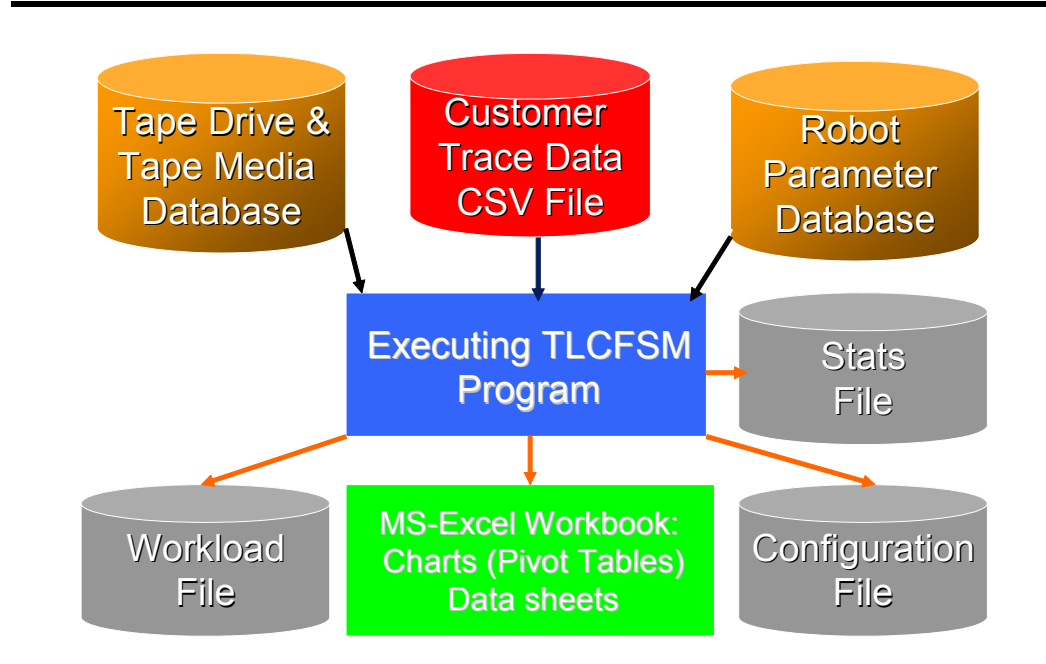 Tape Drive &
Tape Media
Database
Customer
Trace Data
CSV File
Robot
Parameter
Database
Executing TLCFSM
Program
Stats
File
Workload
File
MS-Excel Workbook:
Charts (Pivot Tables)
Data sheets
Configuration
File